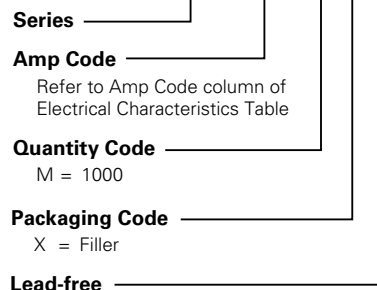 Series
Amp Code
Refer to Amp Code column of
Electrical Characteristics Table
Quantity Code
M = 1000
Packaging Code
X = Filler
Lead-free